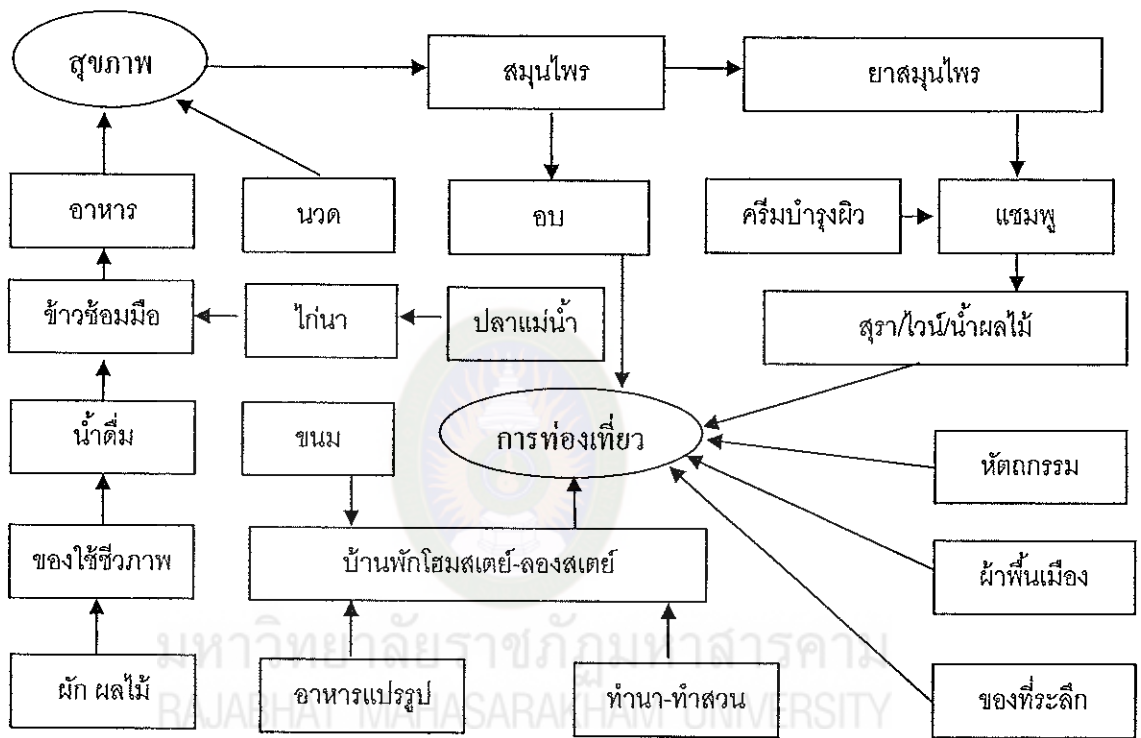 สุขภาพ
สมุนไพร
ยาสมุนไพร
อาหาร
นวด
อบ
ครีมบำรุงผิว
แชมพู
ข้าวซ้อมมือ
ไก่นา
ปลาแม่น้ำ
สุรา/ไวน์/น้ำผลไม้
น้ำดื่ม
ขนม
การท่องเที่ยว
หัตถกรรม
ของใช้ชีวภาพ
บ้านพักโฮมสเตย์-ลองสเตย์
ผ้าพื้นเมือง
มหาวิทยาลัยราชภัฏมหาสารคาม
ผัก ผลไม้
อาหารแปรรูป
ทำนา-ทำสวน
ของที่ระลึก
RAJABHAT MAHASARAKHAM UNIVERSITY